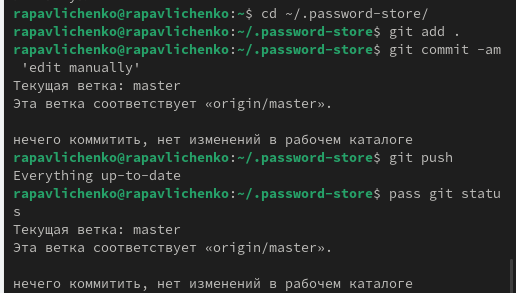 rapavlichenko@rapavlichenko:~$ cd ~/.password-store/
rapavlichenko@rapavlichenko:~/.password-store$ git add .
rapavlichenko@rapavlichenko:~/.password-store$ git commit -am
 'edit manually'
Текущая ветка: master
Эта ветка соответствует «origin/master».

нечего коммитить, нет изменений в рабочем каталоге
rapavlichenko@rapavlichenko:~/.password-store$ git push
Everything up-to-date
rapavlichenko@rapavlichenko:~/.password-store$ pass git statu
s
Текущая ветка: master
Эта ветка соответствует «origin/master».

нечего коммитить, нет изменений в рабочем каталоге